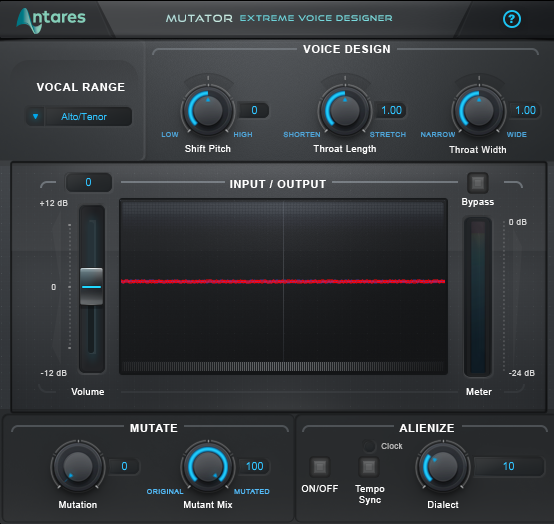 Antares
MUTATOR EXTREME VOICE DESIGNER
?
VOCAL RANGE
Alto/Tenor
VOICE DESIGN
0
1.00
1.00
LOW
HIGH
SHORTEN
STRETCH
NARROW
WIDE
Shift Pitch
Throat Length
Throat Width
0
INPUT / OUTPUT
Bypass
+12 dB
0
-12 dB
Volume
0 dB
-24 dB
Meter
MUTATE
0
100
ORIGINAL
MUTATED
Mutation
Mutant Mix
ALIENIZE
Clock
10
ON/OFF
Tempo
Sync
Dialect